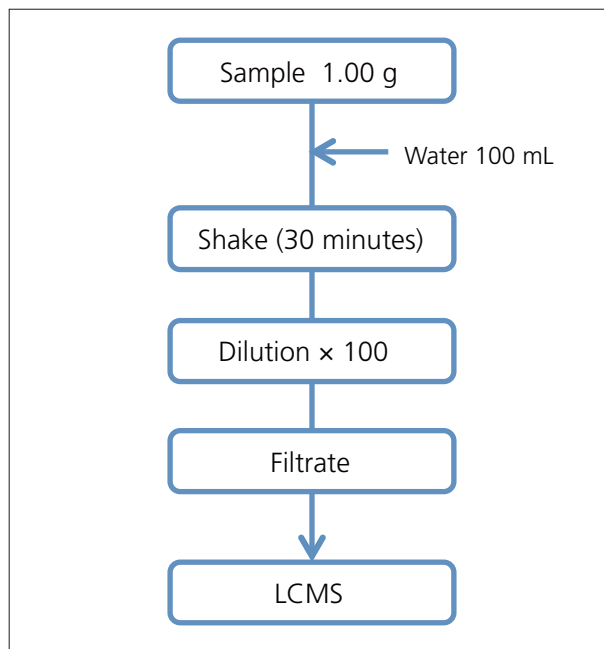 Sample 1.00 g
Water 100 mL
Shake (30 minutes)
Dilution × 100
Filtrate
LCMS